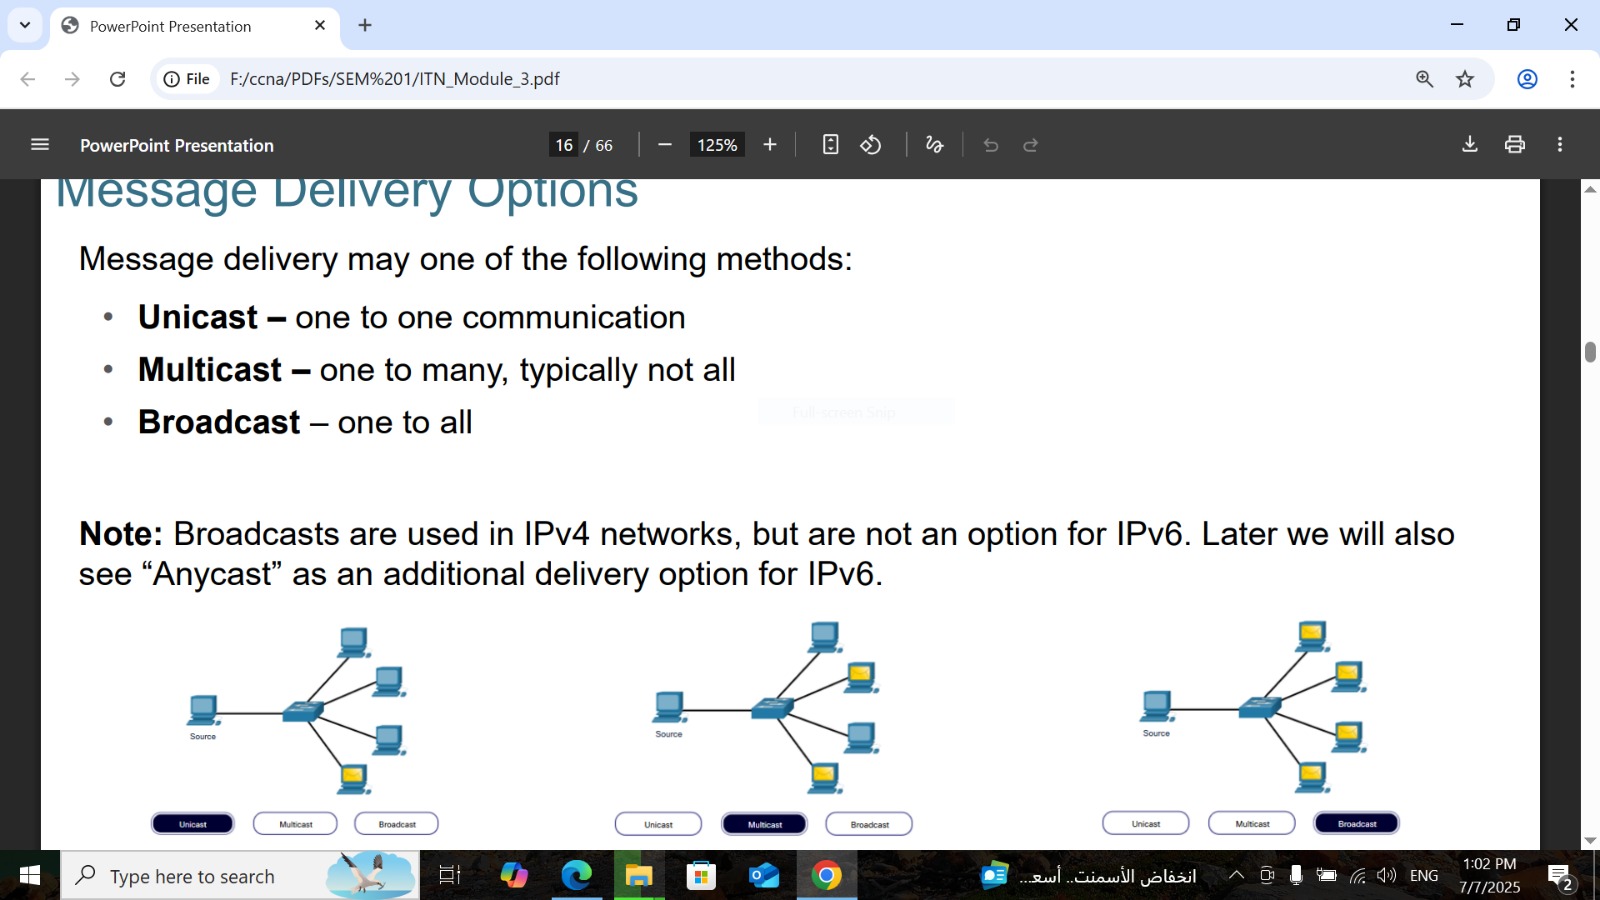 PowerPoint Presentation
File
F:/ccna/PDFs/SEM%201/ITN_Module_3.pdf
PowerPoint Presentation
16 / 66
125%
Message Delivery Options
Message delivery may one of the following methods:
• Unicast – one to one communication
• Multicast – one to many, typically not all
• Broadcast – one to all
Full-screen Snip
Note: Broadcasts are used in IPv4 networks, but are not an option for IPv6. Later we will also
see “Anycast” as an additional delivery option for IPv6.
Source
Unicast Multicast Broadcast
Source
Unicast Multicast Broadcast
Source
Unicast Multicast Broadcast
Type here to search
انخفاض الأسمنت.. أسعـ...
ENG
1:02 PM
7/7/2025
2